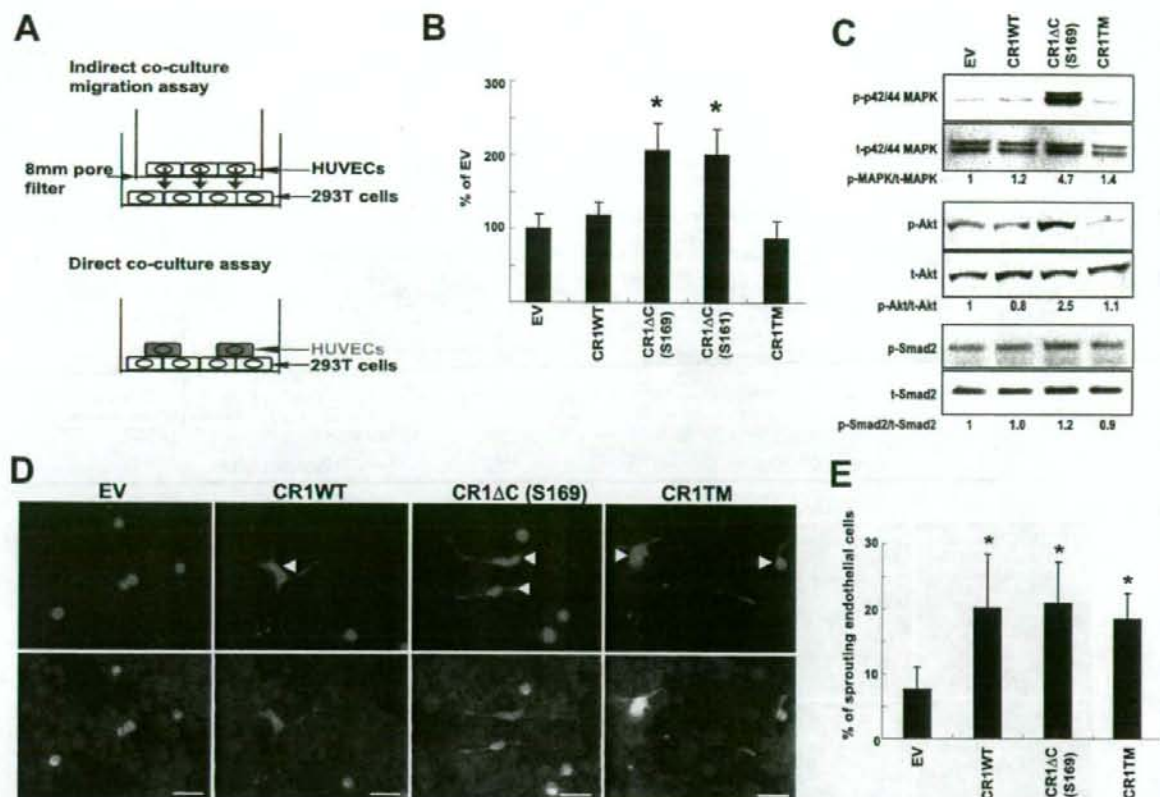 A
Indirect co-culture
migration assay
8mm pore
filter
HUVECs
293T cells
Direct co-culture assay
HUVECs
293T cells
B
% of EV
300
200
100
EV
CR1WT
CR1ΔC
(S169)
CR1ΔC
(S161)
CR1TM
*
*
C
EV
CR1WT
CR1ΔC
(S169)
CR1TM
p-p42/44 MAPK
t-p42/44 MAPK
p-MAPK/t-MAPK 1 1.2 4.7 1.4
p-Akt
t-Akt
p-Akt/t-Akt 1 0.8 2.5 1.1
p-Smad2
t-Smad2
p-Smad2/t-Smad2 1 1.0 1.2 0.9
D
EV CR1WT CR1ΔC (S169) CR1TM
E
% of sprouting endothelial cells
30
20
10
0
EV
CR1WT
CR1ΔC
(S169)
CR1TM
*
*
*